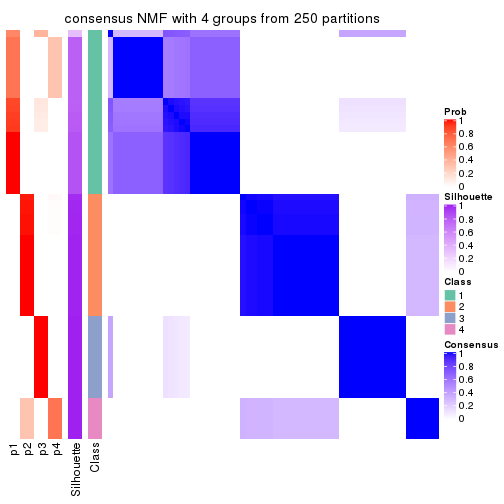 consensus NMF with 4 groups from 250 partitions
Prob
1
0.8
0.6
0.4
0.2
0
Silhouette
1
0.8
0.6
0.4
0.2
0
Class
1
2
3
4
Consensus
1
0.8
0.6
0.4
0.2
0
p1
p2
p3
p4
Silhouette
Class